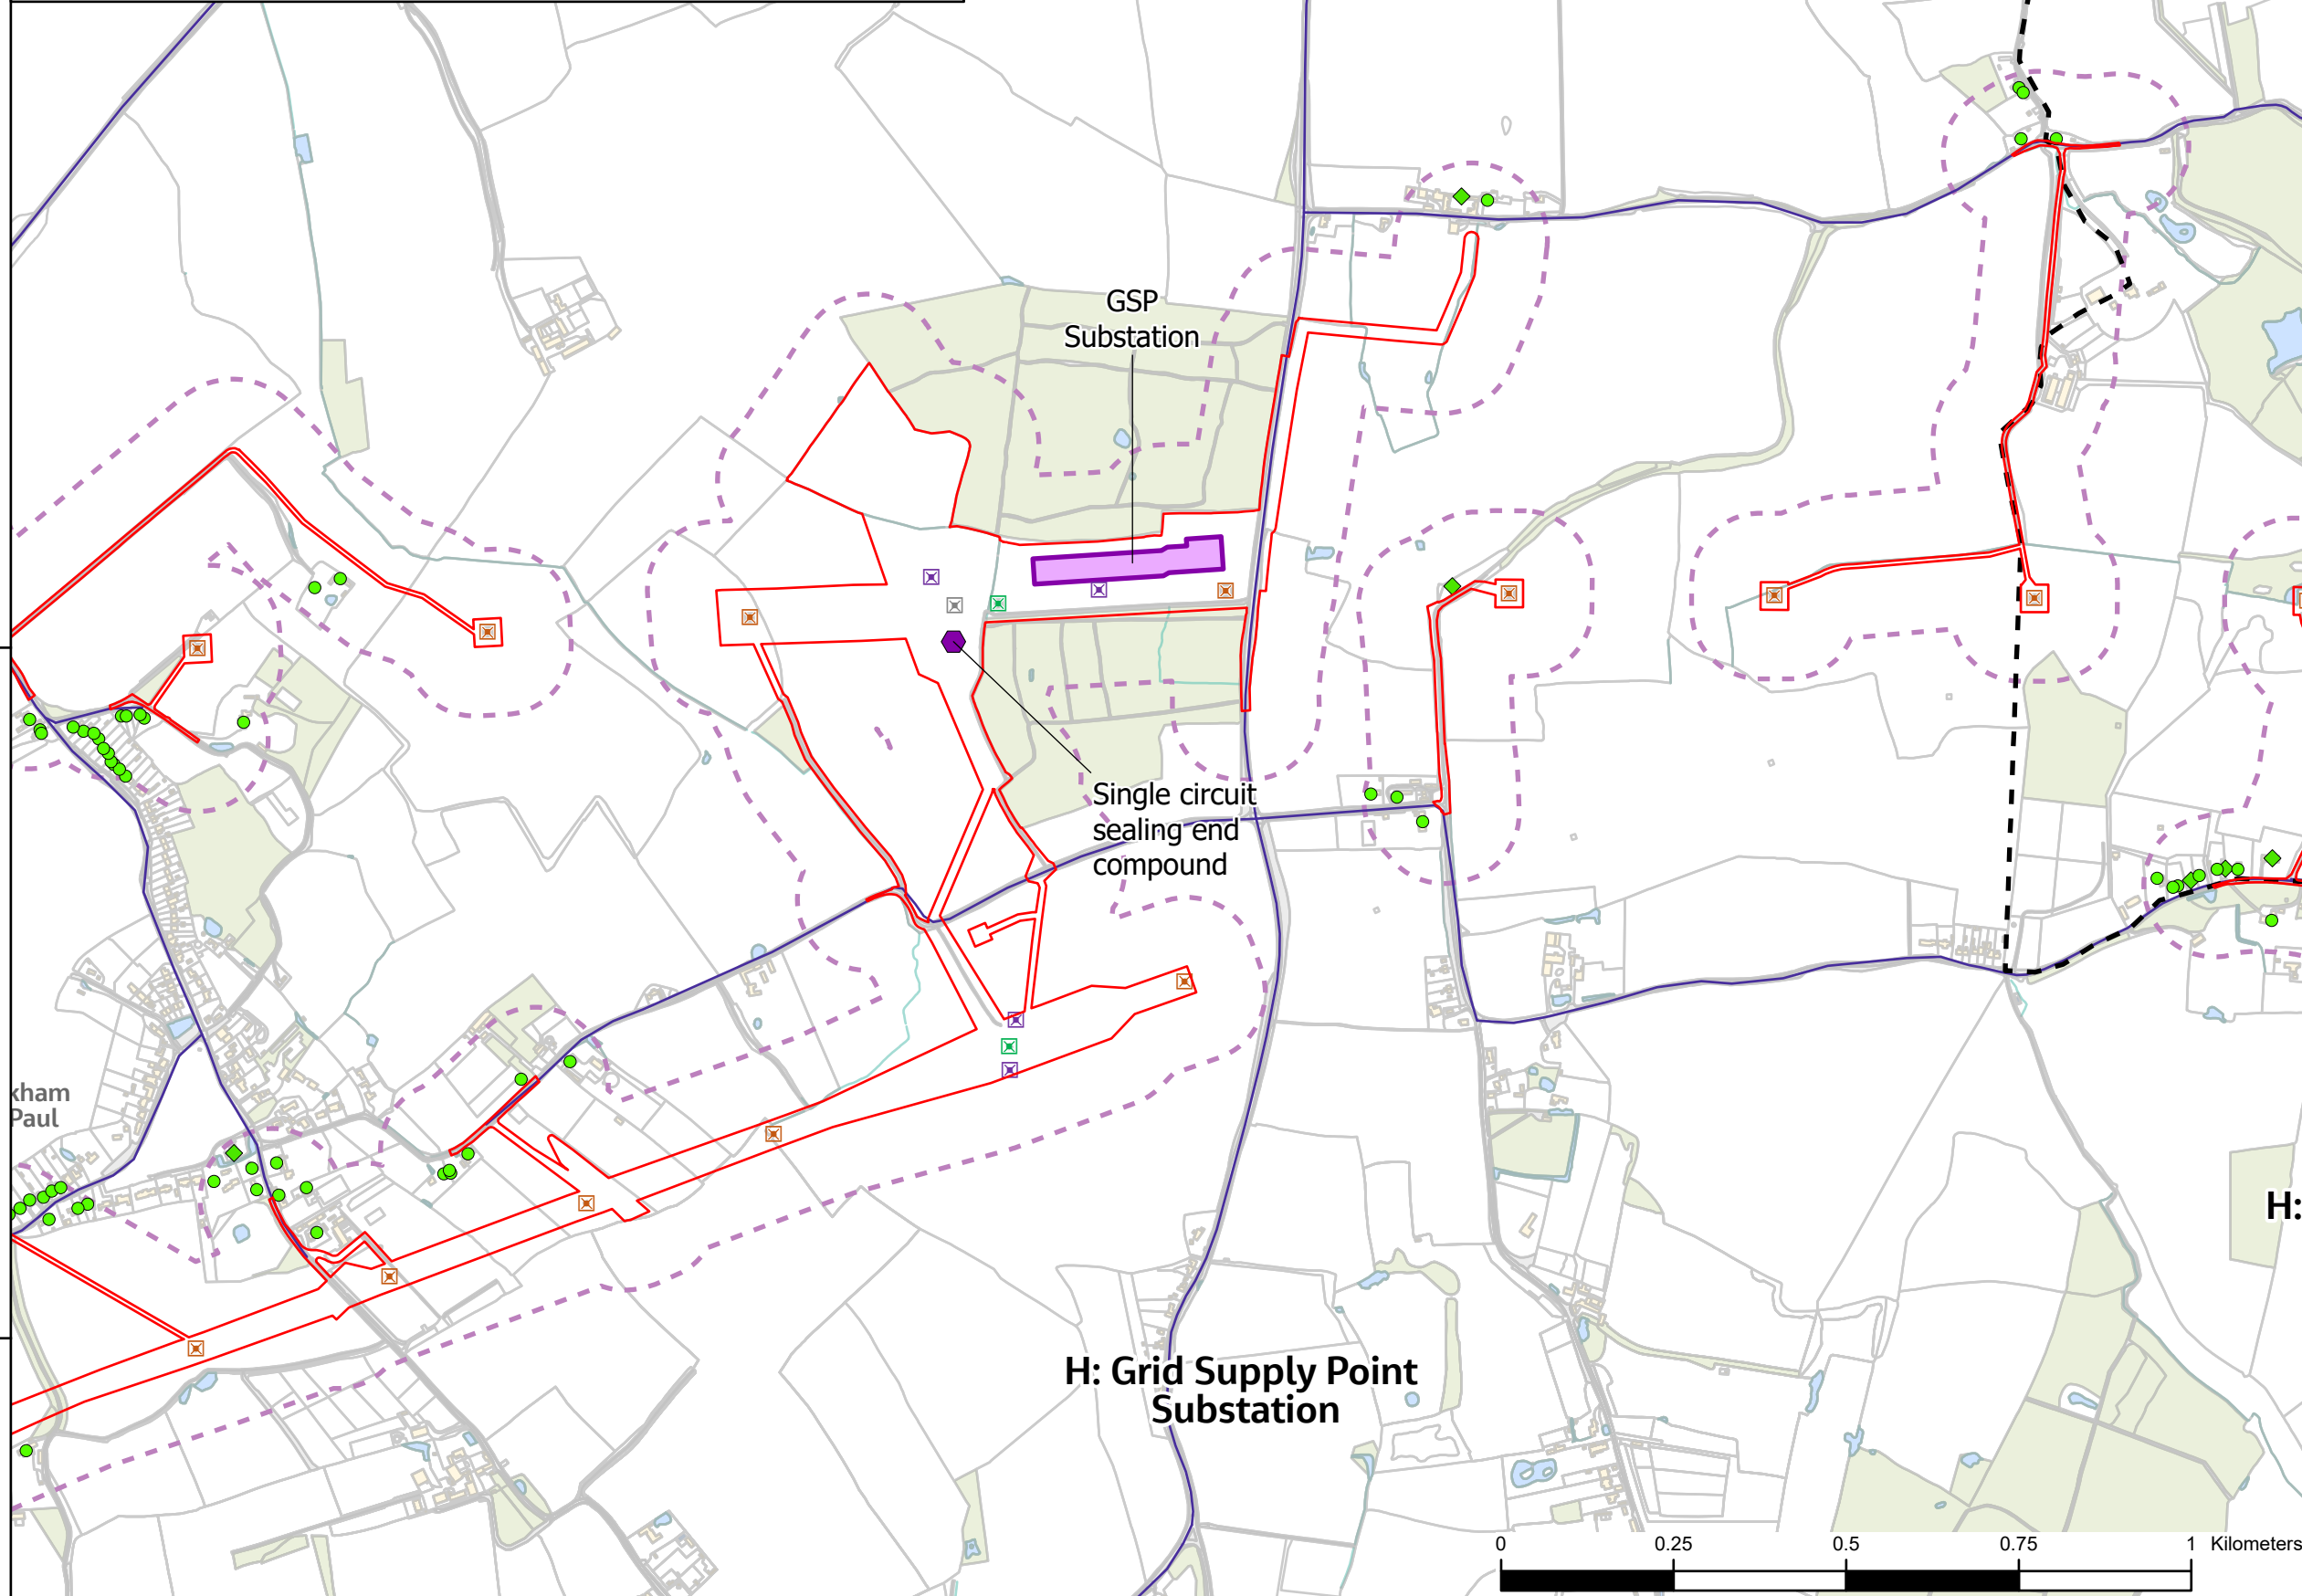 GSP
Substation
Single circuit
sealing end
compound
kham
Paul
H:
H: Grid Supply Point
Substation
0 0.25 0.5 0.75 1 Kilometers